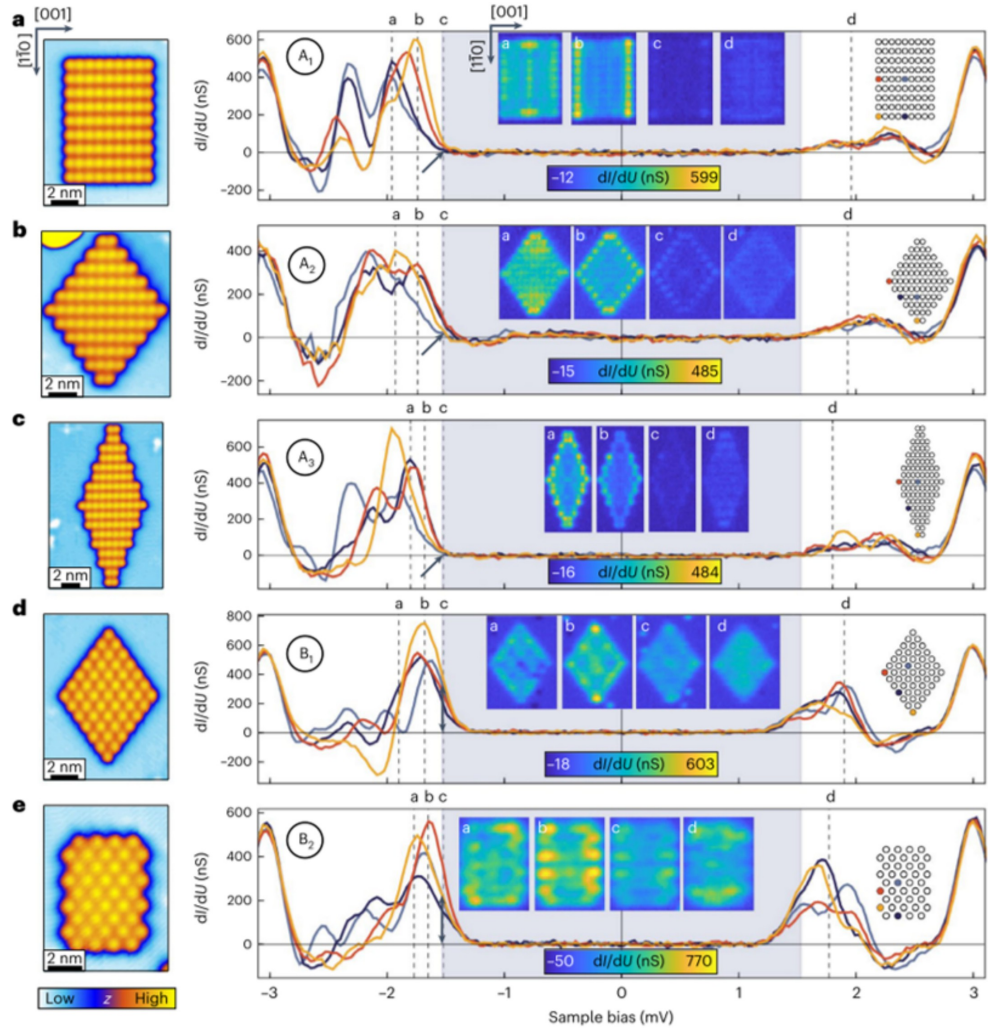 a
[001]
[11̄0]
2 nm
dI/dU (nS)
600
400
200
0
−200
A1
a b c d
[001]
[11̄0]
a b c d
−12 dI/dU (nS) 599
b
2 nm
dI/dU (nS)
400
200
0
−200
A2
a b c d
a b c d
−15 dI/dU (nS) 485
c
2 nm
dI/dU (nS)
600
400
200
0
A3
a b c d
a b c d
−16 dI/dU (nS) 484
d
2 nm
dI/dU (nS)
800
600
400
200
0
−200
B1
a b c d
a b c d
−18 dI/dU (nS) 603
e
2 nm
Low z High
dI/dU (nS)
600
400
200
0
B2
a b c d
a b c d
−50 dI/dU (nS) 770
−3 −2 −1 0 1 2 3
Sample bias (mV)